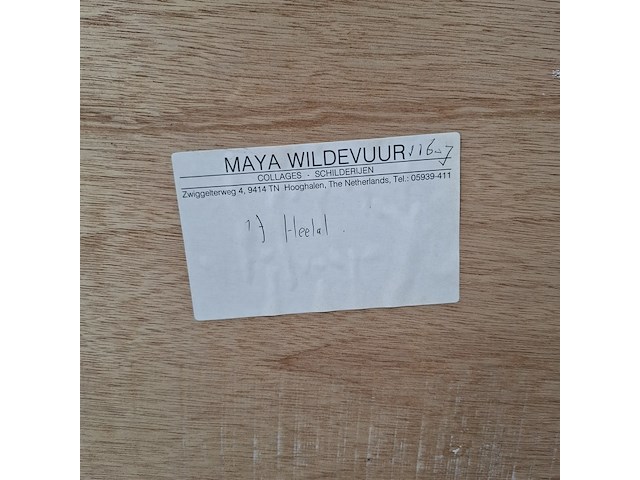 MAYA WILDEVUUR
COLLAGES - SCHILDERIJEN
Zwiggelterweg 4, 9414 TN Hooghalen, The Netherlands, Tel.: 05939-411
Heelal